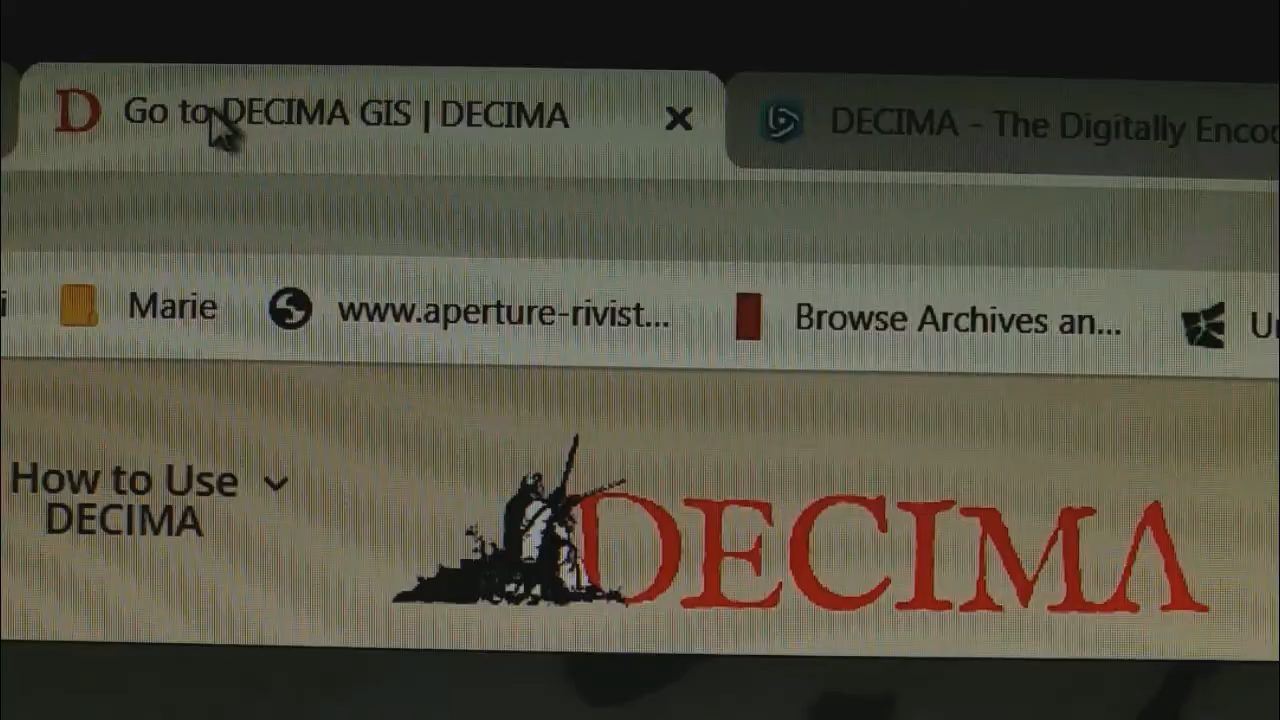 Go to DECIMA GIS | DECIMA
DECIMA - The Digitally Enco
Marie
www.aperture-rivist...
Browse Archives an...
How to Use
DECIMA
DECIMA